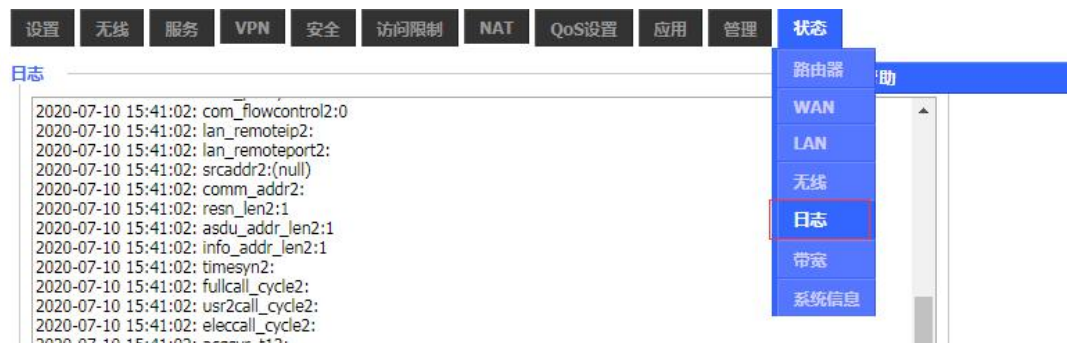 设置 无线 服务 VPN 安全 访问限制 NAT QoS设置 应用 管理 状态
日志
路由器
WAN
LAN
无线
日志
带宽
系统信息
2020-07-10 15:41:02: com_flowcontrol2:0
2020-07-10 15:41:02: lan_remoteip2:
2020-07-10 15:41:02: lan_remoteport2:
2020-07-10 15:41:02: srcaddr2:(null)
2020-07-10 15:41:02: comm_addr2:
2020-07-10 15:41:02: resn_len2:1
2020-07-10 15:41:02: asdu_addr_len2:1
2020-07-10 15:41:02: info_addr_len2:1
2020-07-10 15:41:02: timesyn2:
2020-07-10 15:41:02: fullcall_cycle2:
2020-07-10 15:41:02: usr2call_cycle2:
2020-07-10 15:41:02: eleccall_cycle2: